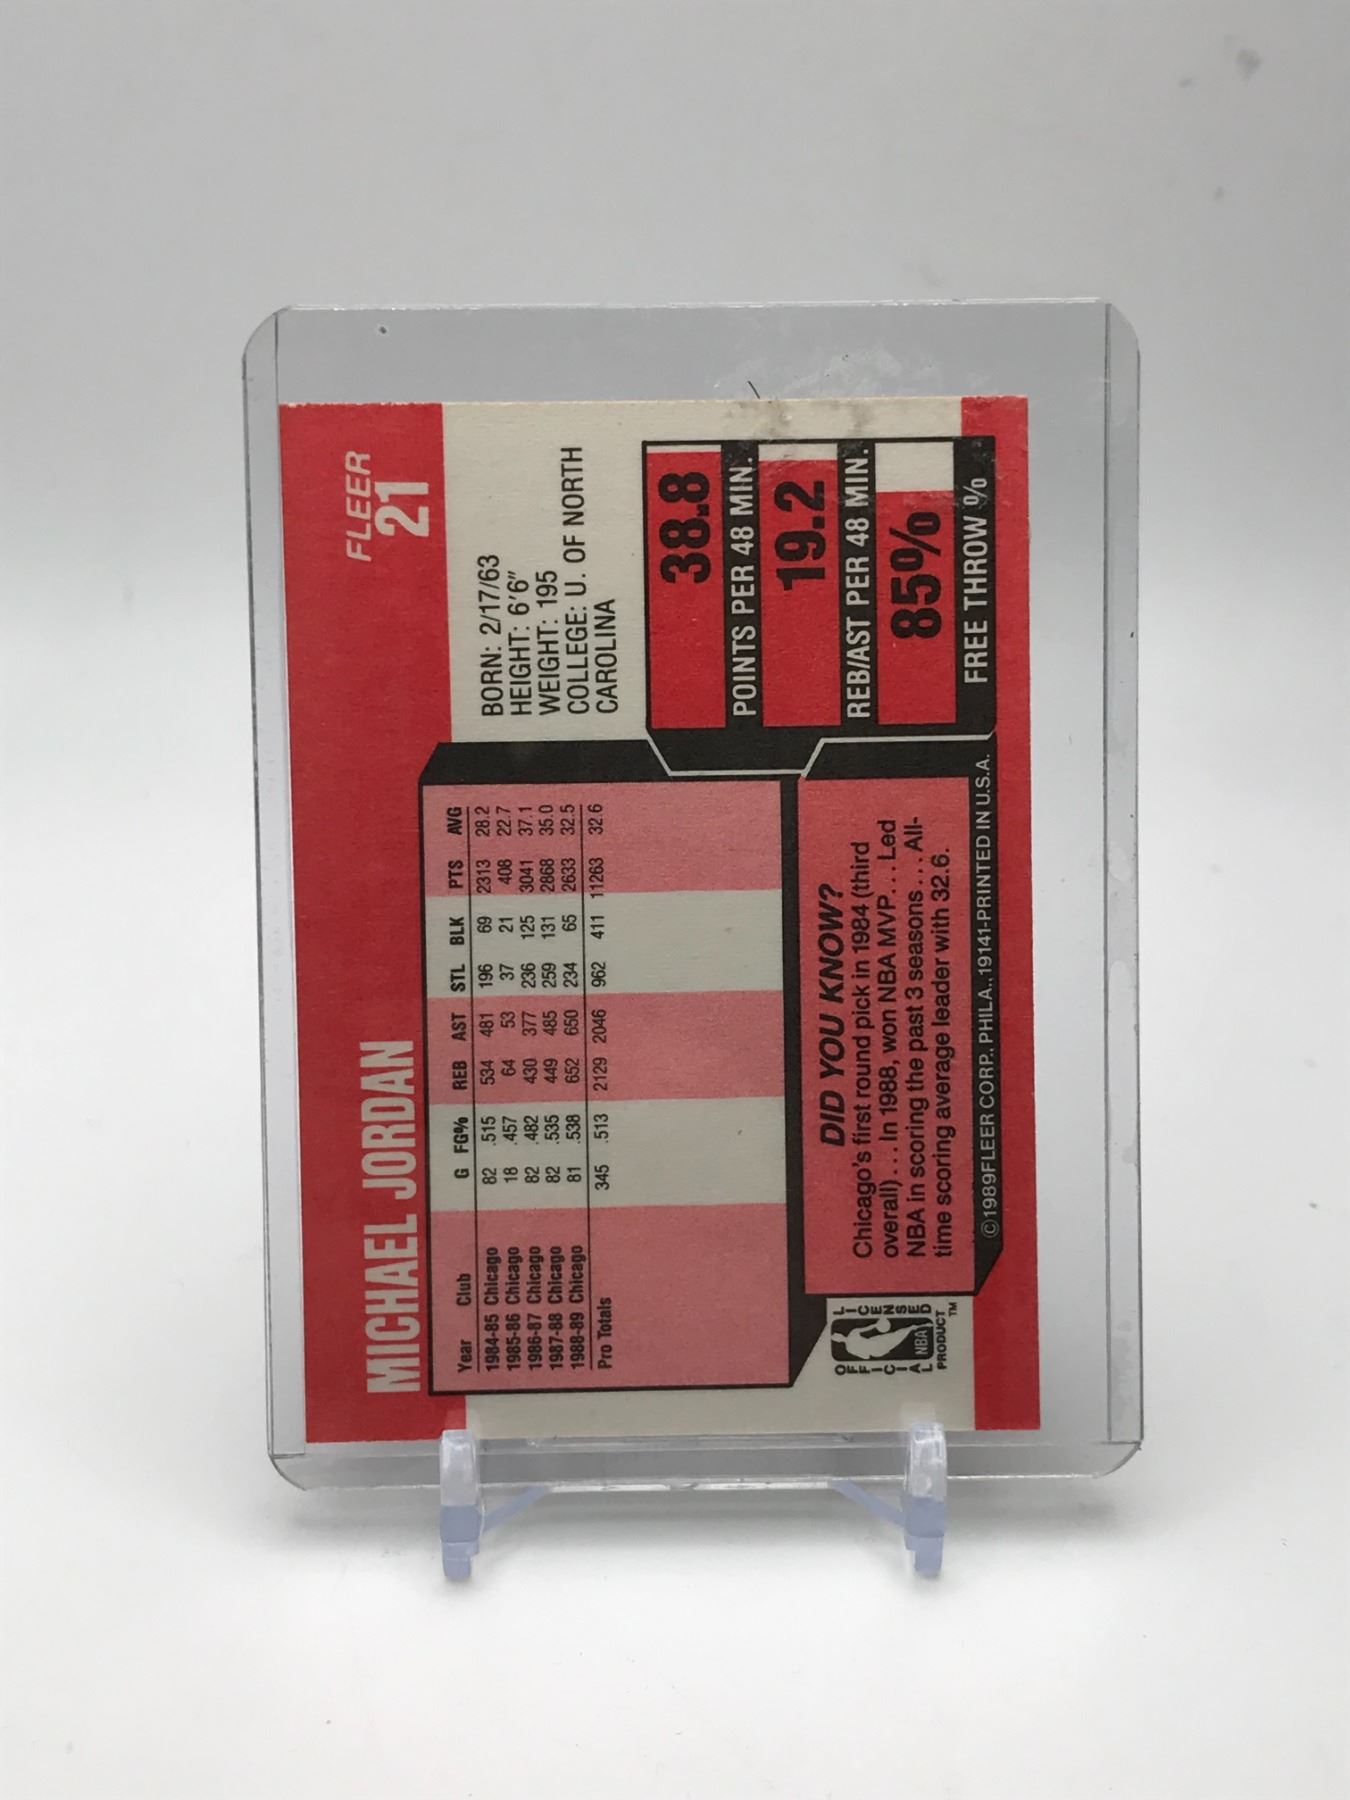 MICHAEL JORDAN
FLEER
21
BORN: 2/17/63
HEIGHT: 6'6"
WEIGHT: 195
COLLEGE: U. OF NORTH
CAROLINA
Year Club G FG% REB AST STL BLK PTS AVG
1984-85 Chicago 82 .515 534 481 196 69 2313 28.2
1985-86 Chicago 18 .457 64 53 37 21 408 22.7
1986-87 Chicago 82 .482 430 377 236 125 3041 37.1
1987-88 Chicago 82 .535 449 485 259 131 2868 35.0
1988-89 Chicago 81 .538 652 650 234 65 2633 32.5
Pro Totals 345 .513 2129 2046 962 411 11263 32.6
38.8
POINTS PER 48 MIN.
19.2
REB/AST PER 48 MIN.
85%
FREE THROW %
DID YOU KNOW?
Chicago's first round pick in 1984 (third
overall)... In 1988, won NBA MVP... Led
NBA in scoring the past 3 seasons... All-
time scoring average leader with 32.6.
OFFICIAL LICENSED
NBA
PRODUCT™
©1989FLEER CORP., PHILA., 19141-PRINTED IN U.S.A.